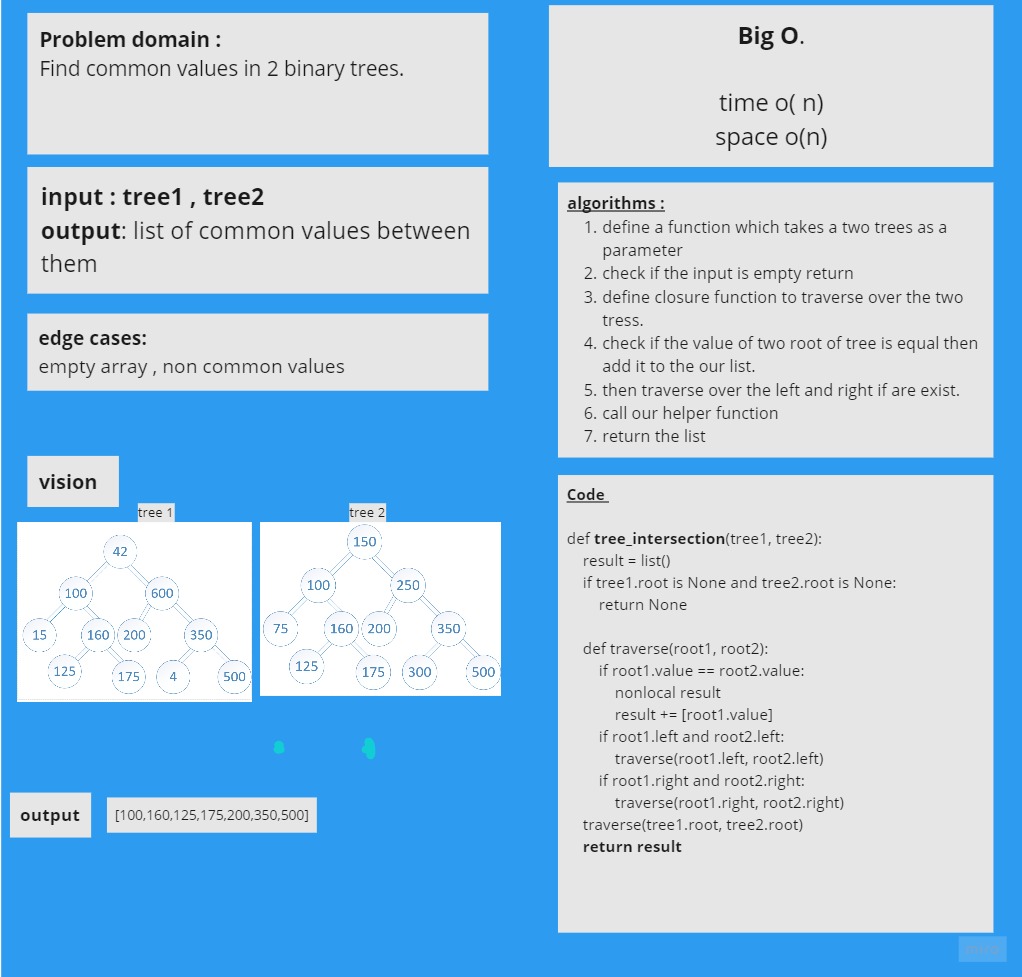 Problem domain :
Find common values in 2 binary trees.
input : tree1 , tree2
output: list of common values between
them
edge cases:
empty array , non common values
vision
tree 1
42
100 600
15 160 200 350
125 175 4 500
tree 2
150
100 250
75 160 200 350
125 175 300 500
output
[100,160,125,175,200,350,500]
Big O.
time o( n)
space o(n)
algorithms :
1. define a function which takes a two trees as a
parameter
2. check if the input is empty return
3. define closure function to traverse over the two
tress.
4. check if the value of two root of tree is equal then
add it to the our list.
5. then traverse over the left and right if are exist.
6. call our helper function
7. return the list
Code
def tree_intersection(tree1, tree2):
result = list()
if tree1.root is None and tree2.root is None:
return None
def traverse(root1, root2):
if root1.value == root2.value:
nonlocal result
result += [root1.value]
if root1.left and root2.left:
traverse(root1.left, root2.left)
if root1.right and root2.right:
traverse(root1.right, root2.right)
traverse(tree1.root, tree2.root)
return result